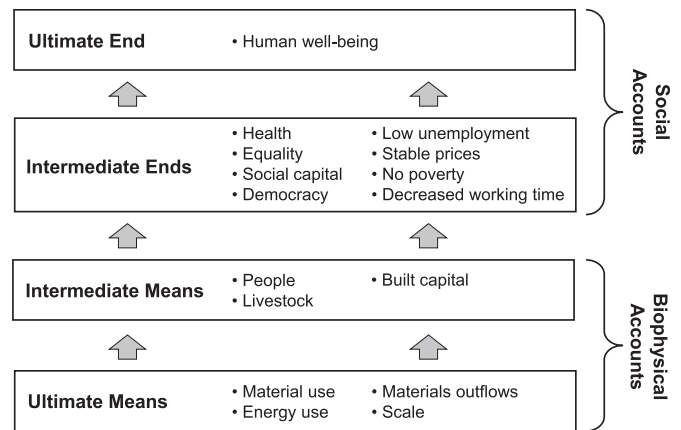 Ultimate End
• Human well-being
Social
Accounts
Intermediate Ends
• Health
• Equality
• Social capital
• Democracy
• Low unemployment
• Stable prices
• No poverty
• Decreased working time
Intermediate Means
• People
• Livestock
• Built capital
Biophysical
Accounts
Ultimate Means
• Material use
• Energy use
• Materials outflows
• Scale